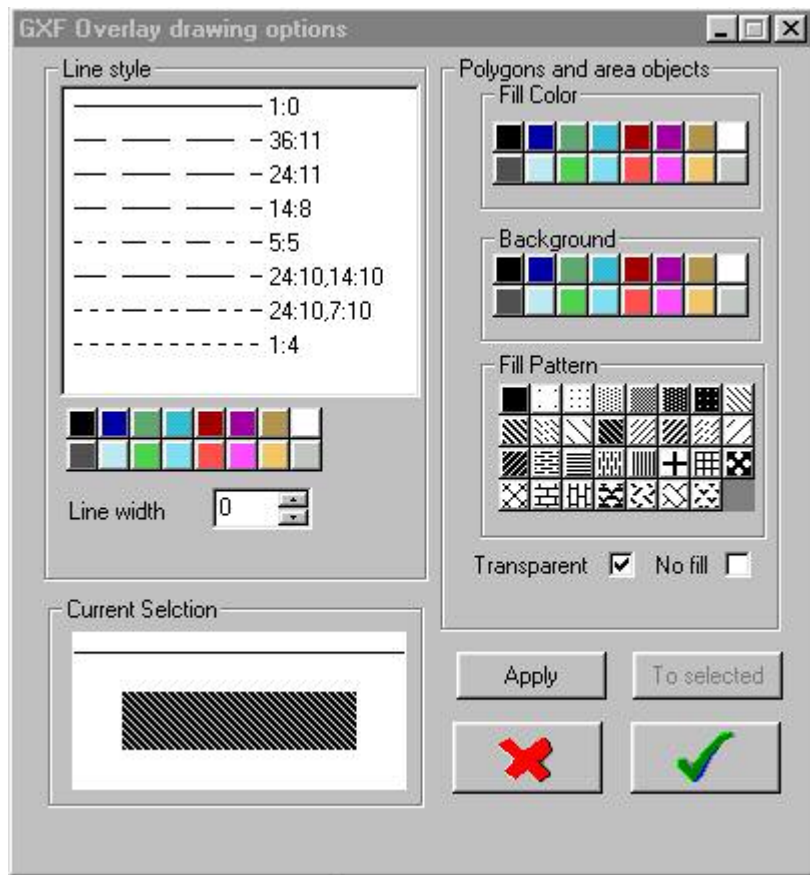 GXF Overlay drawing options
Line style
1:0
36:11
24:11
14:8
5:5
24:10,14:10
24:10,7:10
1:4
Line width
0
Current Selction
Polygons and area objects
Fill Color
Background
Fill Pattern
Transparent
No fill
Apply
To selected